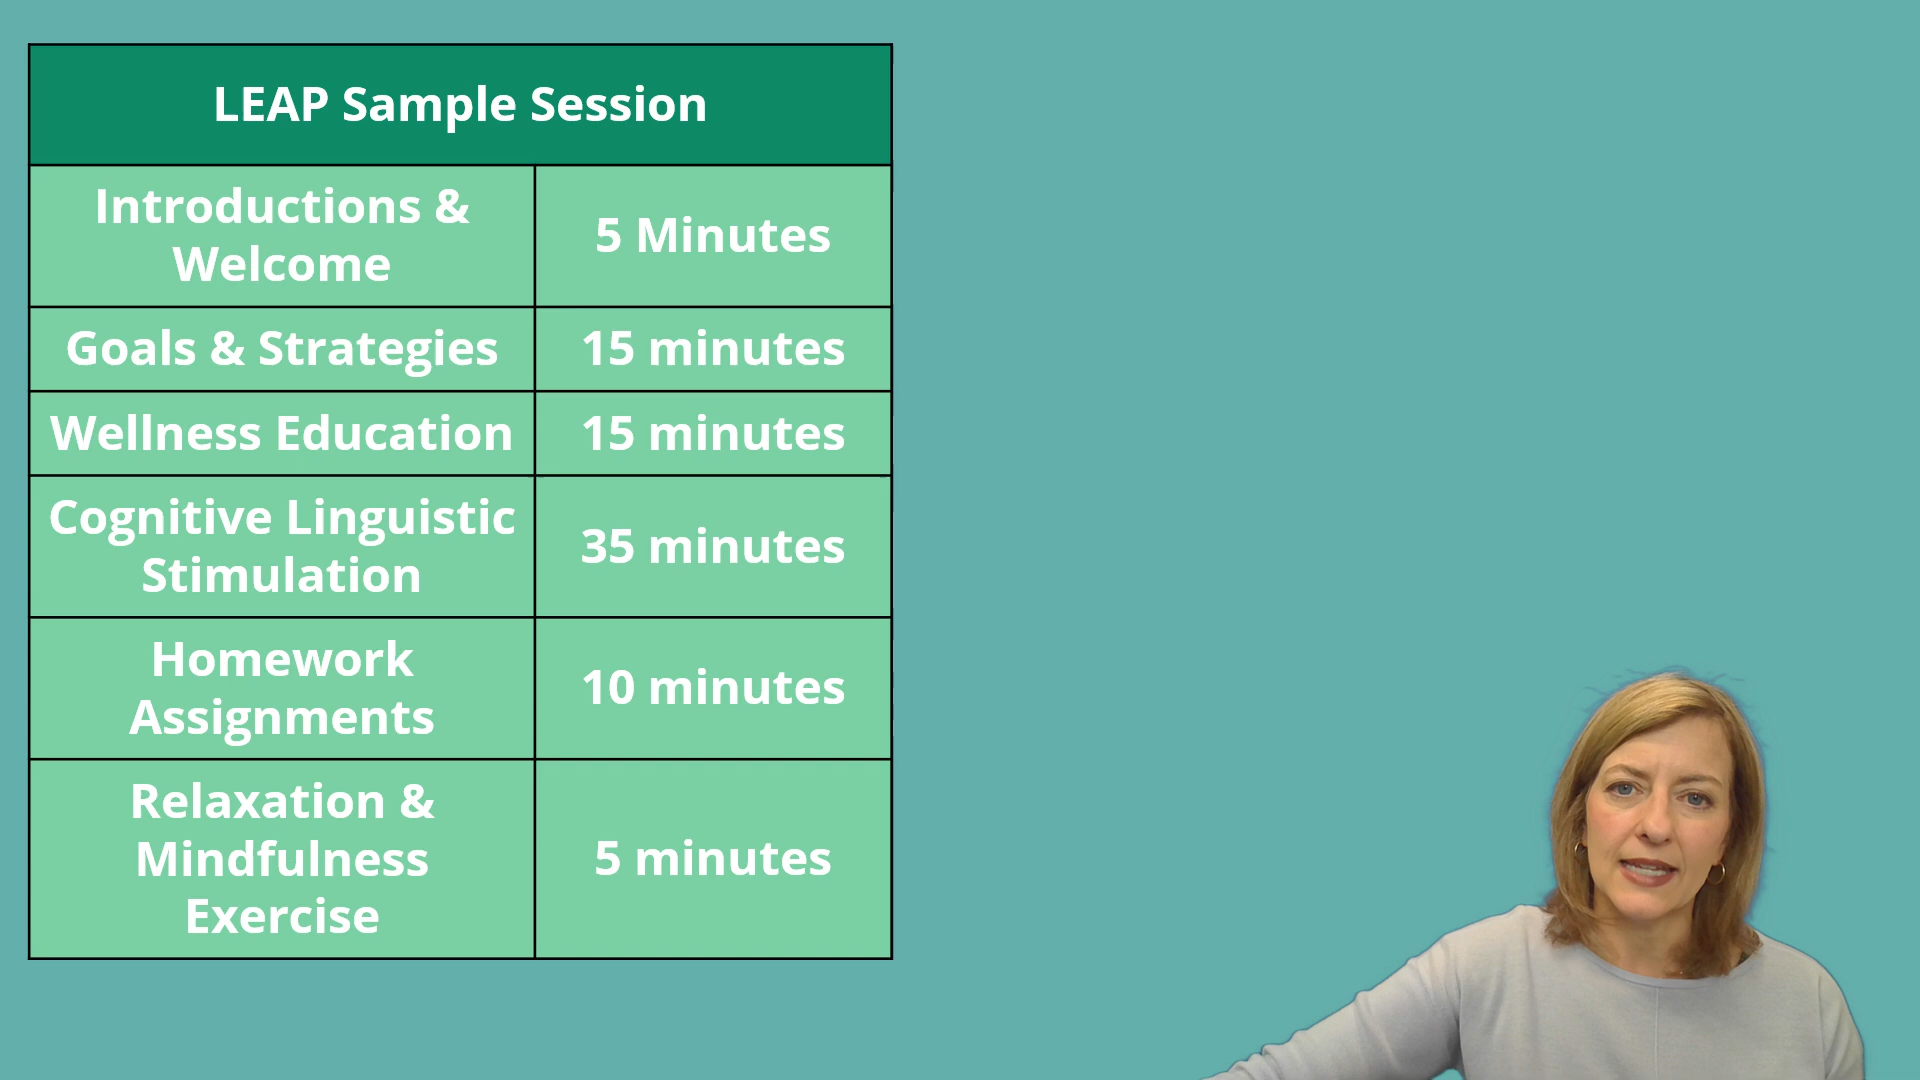 LEAP Sample Session
Introductions &
Welcome
5 Minutes
Goals & Strategies
15 minutes
Wellness Education
15 minutes
Cognitive Linguistic
Stimulation
35 minutes
Homework
Assignments
10 minutes
Relaxation &
Mindfulness
Exercise
5 minutes